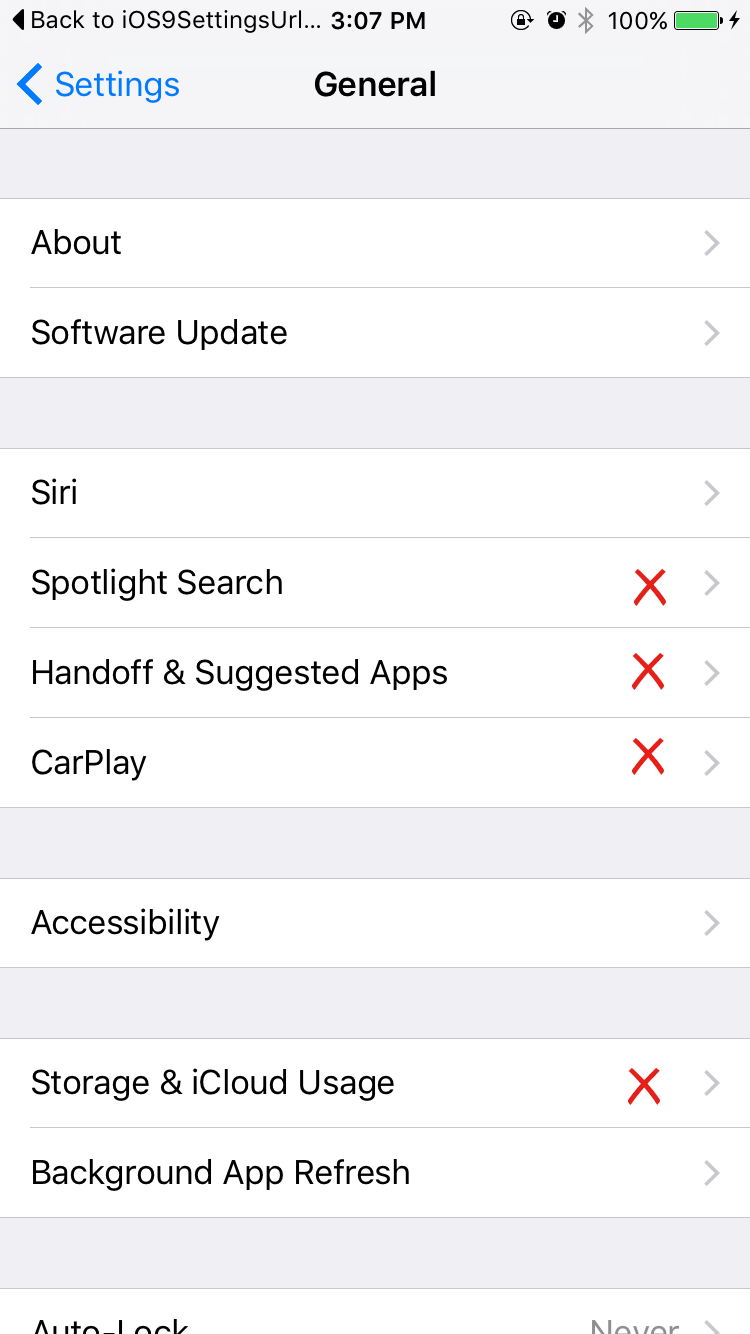 Back to iOS9SettingsUrl... 3:07 PM 100%
Settings General
About
Software Update
Siri
Spotlight Search
Handoff & Suggested Apps
CarPlay
Accessibility
Storage & iCloud Usage
Background App Refresh
Auto-Lock Never